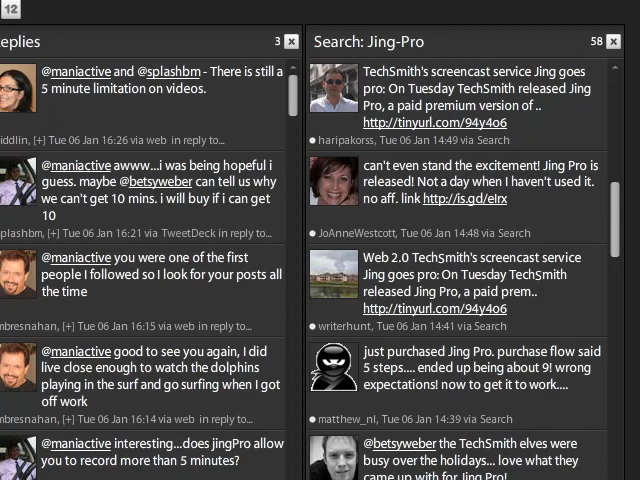 12
eplies 3
@maniactive and @splashbm - There is still a
5 minute limitation on videos.
iddlin, [+] Tue 06 Jan 16:26 via web in reply to...
@maniactive awww...i was being hopeful i
guess. maybe @betsyweber can tell us why
we can't get 10 mins. i will buy if i can get
10
plashbm, Tue 06 Jan 16:21 via TweetDeck in reply to...
@maniactive you were one of the first
people I followed so I look for your posts all
the time
mbresnahan, [+] Tue 06 Jan 16:15 via web in reply to...
@maniactive good to see you again, I did
live close enough to watch the dolphins
playing in the surf and go surfing when I got
off work
mbresnahan, [+] Tue 06 Jan 16:14 via web in reply to...
@maniactive interesting...does jingPro allow
you to record more than 5 minutes?
Search: Jing-Pro 58
TechSmith's screencast service Jing goes
pro: On Tuesday TechSmith released Jing
Pro, a paid premium version of ..
http://tinyurl.com/94y4o6
haripakorss, Tue 06 Jan 14:49 via Search
can't even stand the excitement! Jing Pro is
released! Not a day when I haven't used it.
no aff. link http://is.gd/eIrx
JoAnneWestcott, Tue 06 Jan 14:48 via Search
Web 2.0 TechSmith's screencast service
Jing goes pro: On Tuesday TechSmith
released Jing Pro, a paid prem..
http://tinyurl.com/94y4o6
writerhunt, Tue 06 Jan 14:41 via Search
just purchased Jing Pro. purchase flow said
5 steps.... ended up being about 9! wrong
expectations! now to get it to work....
matthew_nl, Tue 06 Jan 14:39 via Search
@betsyweber the TechSmith elves were
busy over the holidays... love what they
came up with for Jing Pro!